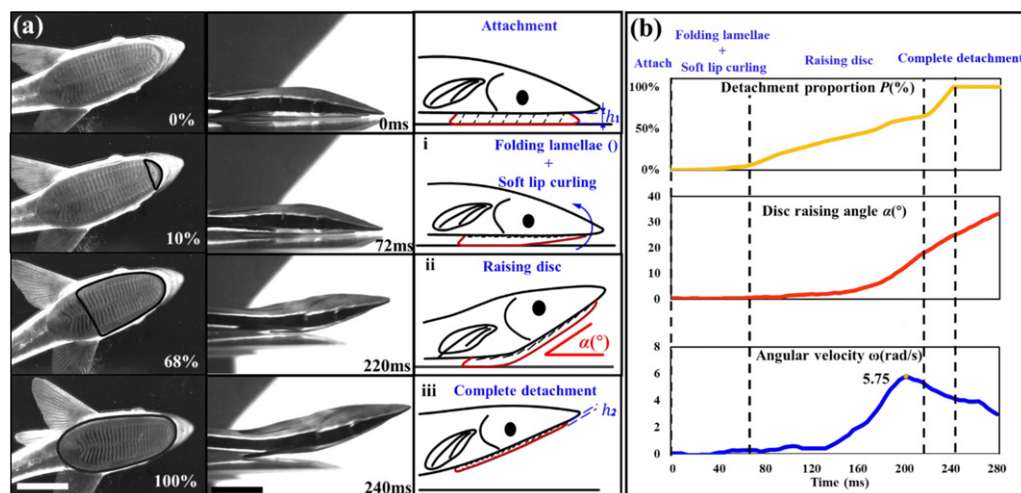 (a)
0%
0ms
Attachment
h₁
10%
72ms
i
Folding lamellae ()
+
Soft lip curling
68%
220ms
ii
Raising disc
α(°)
100%
240ms
iii
Complete detachment
h₂
(b)
Folding lamellae
+
Attach Soft lip curling Raising disc Complete detachment
Detachment proportion P(%)
100%
50%
0%
Disc raising angle α(°)
40
30
20
10
0
Angular velocity ω(rad/s)
8
6
5.75
4
2
0
0 40 80 120 160 200 240 280
Time (ms)